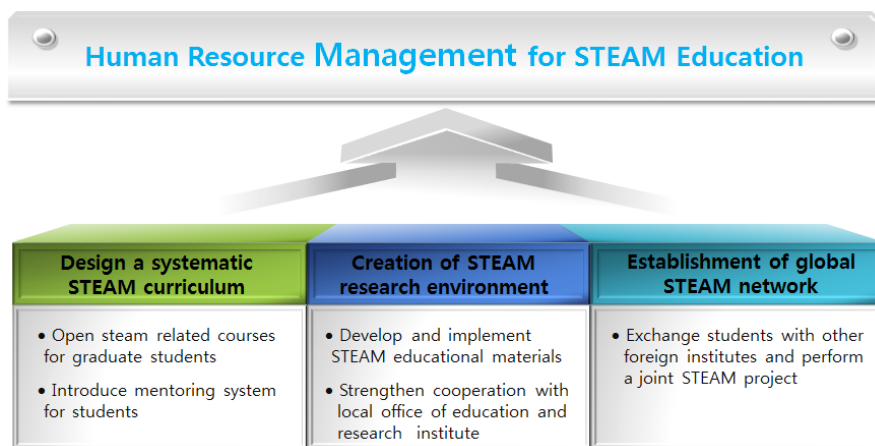 Human Resource Management for STEAM Education
Design a systematic
STEAM curriculum
• Open steam related courses
for graduate students
• Introduce mentoring system
for students
Creation of STEAM
research environment
• Develop and implement
STEAM educational materials
• Strengthen cooperation with
local office of education and
research institute
Establishment of global
STEAM network
• Exchange students with other
foreign institutes and perform
a joint STEAM project